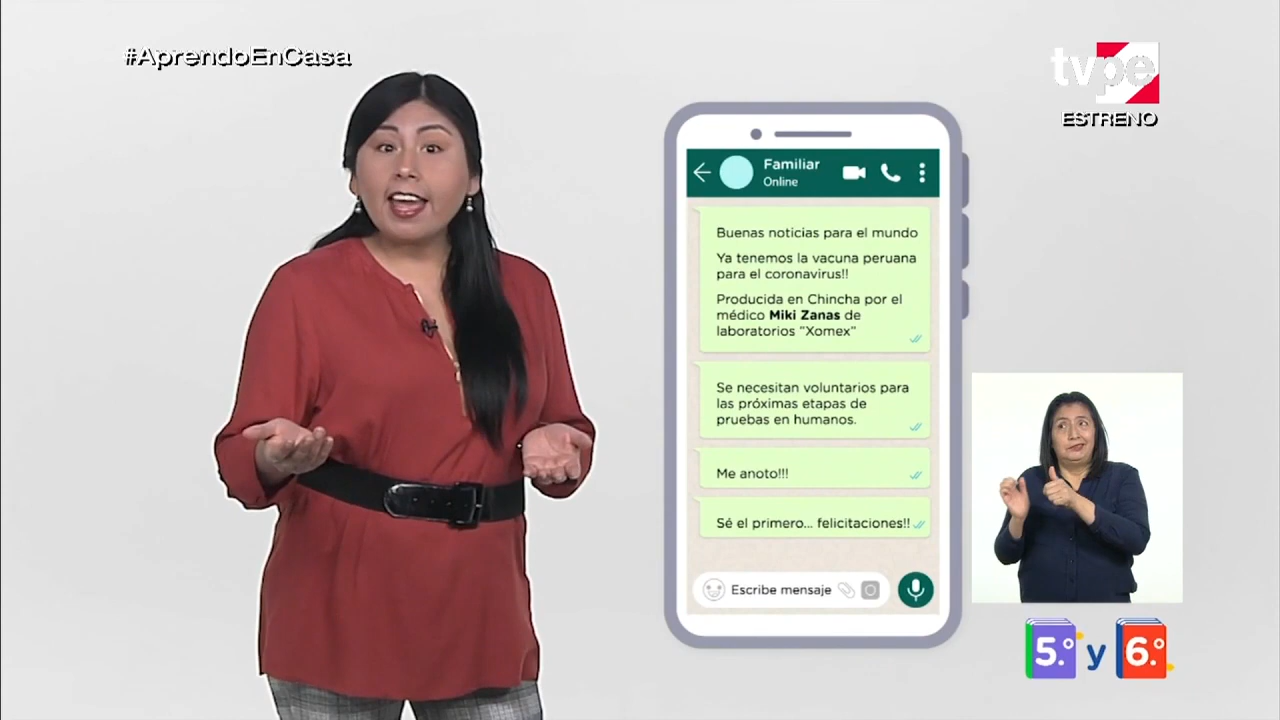 #AprendoEnCasa
tvpe
ESTRENO
Familiar
Online
Buenas noticias para el mundo
Ya tenemos la vacuna peruana
para el coronavirus!!
Producida en Chincha por el
médico Miki Zanas de
laboratorios "Xomex"
Se necesitan voluntarios para
las próximas etapas de
pruebas en humanos.
Me anoto!!!
Sé el primero... felicitaciones!!
Escribe mensaje
5.º y 6.º